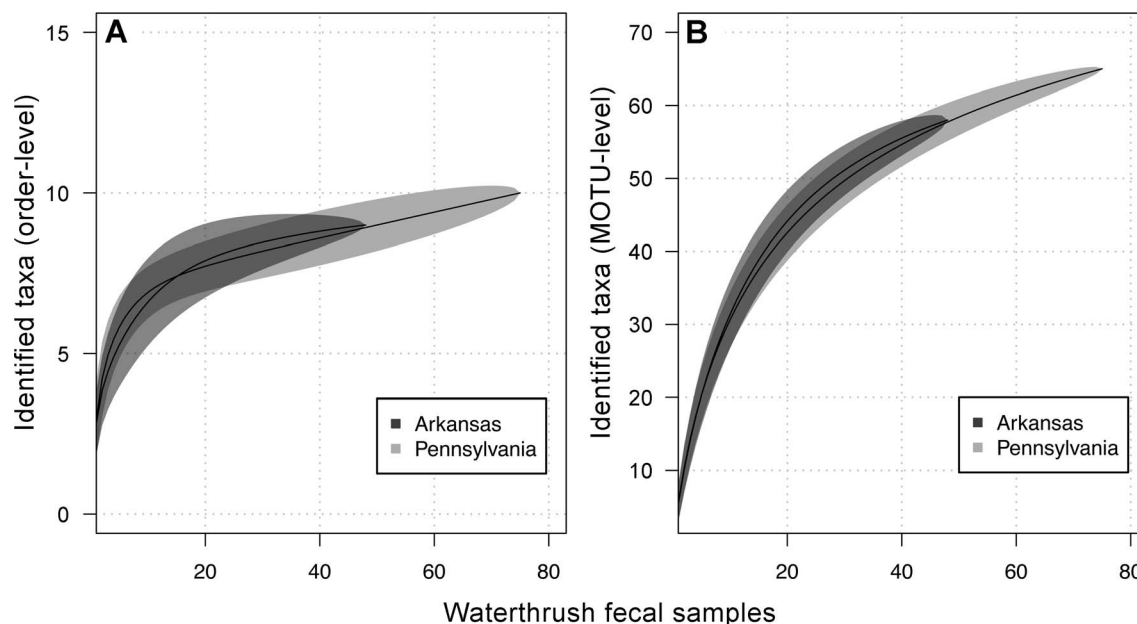 A
Identified taxa (order-level)
15
10
5
0
20
40
60
80
Arkansas
Pennsylvania
B
Identified taxa (MOTU-level)
70
60
50
40
30
20
10
20
40
60
80
Arkansas
Pennsylvania
Waterthrush fecal samples